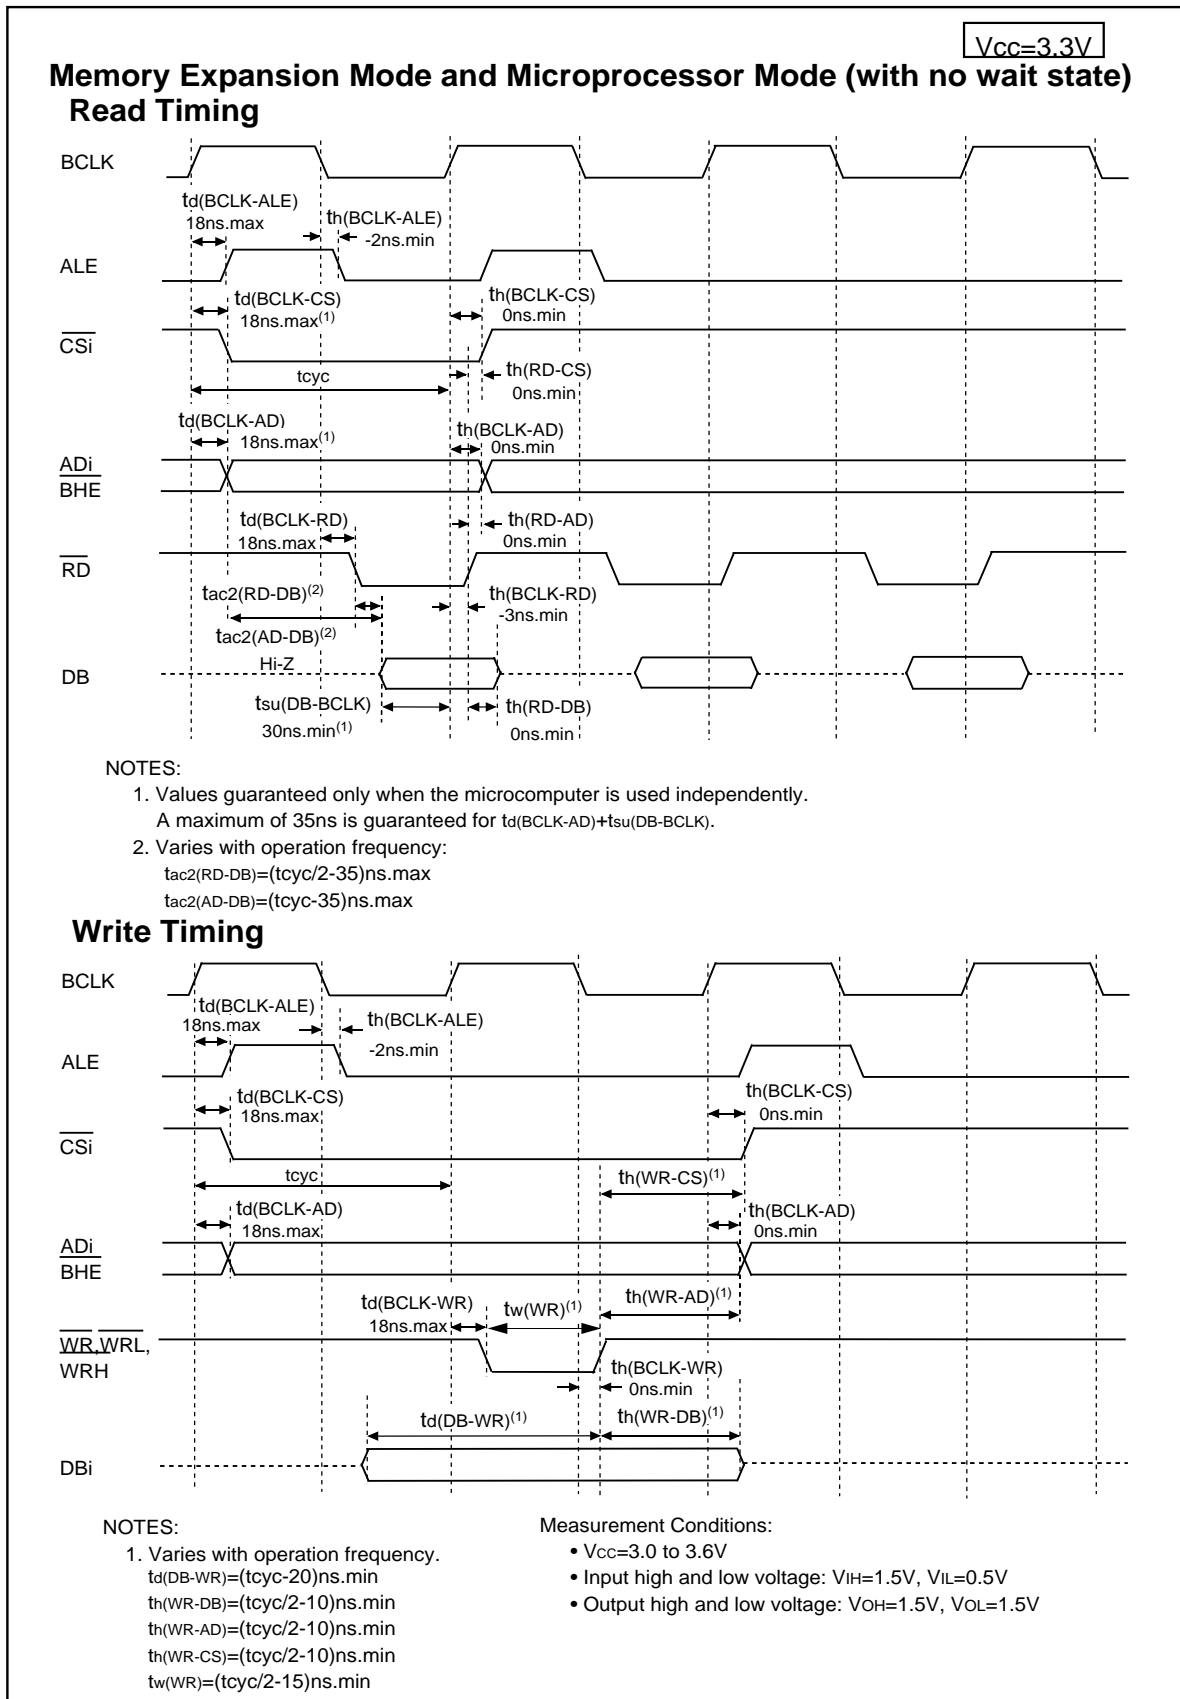 Vcc=3.3V
Memory Expansion Mode and Microprocessor Mode (with no wait state)
Read Timing
BCLK
td(BCLK-ALE)
18ns.max
th(BCLK-ALE)
-2ns.min
ALE
td(BCLK-CS)
18ns.max(1)
th(BCLK-CS)
0ns.min
CSi
tcyc
th(RD-CS)
0ns.min
td(BCLK-AD)
18ns.max(1)
th(BCLK-AD)
0ns.min
ADi
BHE
td(BCLK-RD)
18ns.max
th(RD-AD)
0ns.min
RD
tac2(RD-DB)(2)
th(BCLK-RD)
-3ns.min
tac2(AD-DB)(2)
Hi-Z
DB
tsu(DB-BCLK)
30ns.min(1)
th(RD-DB)
0ns.min
NOTES:
1. Values guaranteed only when the microcomputer is used independently.
A maximum of 35ns is guaranteed for td(BCLK-AD)+tsu(DB-BCLK).
2. Varies with operation frequency:
tac2(RD-DB)=(tcyc/2-35)ns.max
tac2(AD-DB)=(tcyc-35)ns.max
Write Timing
BCLK
td(BCLK-ALE)
18ns.max
th(BCLK-ALE)
-2ns.min
ALE
td(BCLK-CS)
18ns.max
th(BCLK-CS)
0ns.min
CSi
tcyc
th(WR-CS)(1)
td(BCLK-AD)
18ns.max
th(BCLK-AD)
0ns.min
ADi
BHE
td(BCLK-WR)
18ns.max
tw(WR)(1)
th(WR-AD)(1)
WR,WRL,
WRH
th(BCLK-WR)
0ns.min
td(DB-WR)(1)
th(WR-DB)(1)
DBi
NOTES:
1. Varies with operation frequency.
td(DB-WR)=(tcyc-20)ns.min
th(WR-DB)=(tcyc/2-10)ns.min
th(WR-AD)=(tcyc/2-10)ns.min
th(WR-CS)=(tcyc/2-10)ns.min
tw(WR)=(tcyc/2-15)ns.min
Measurement Conditions:
• VCC=3.0 to 3.6V
• Input high and low voltage: VIH=1.5V, VIL=0.5V
• Output high and low voltage: VOH=1.5V, VOL=1.5V